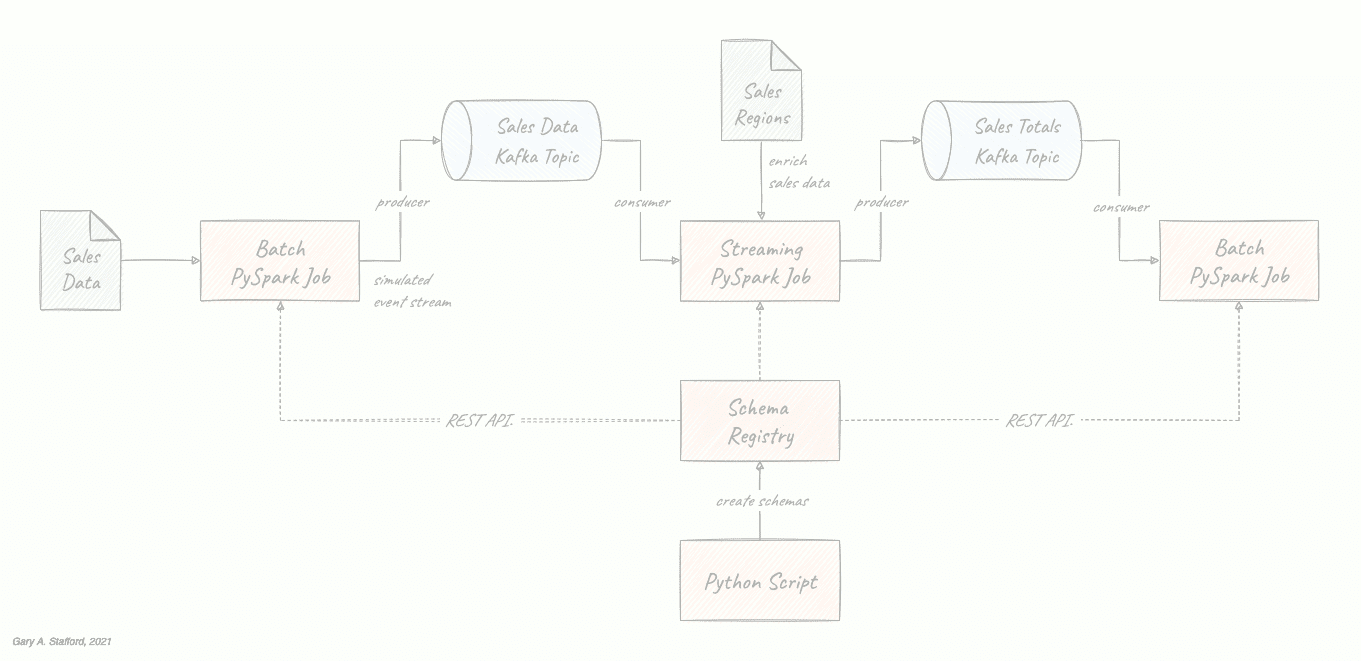 Sales
Regions
Sales Data
Kafka Topic
Sales Totals
Kafka Topic
enrich
sales data
producer
consumer
producer
consumer
Sales
Data
Batch
PySpark Job
Streaming
PySpark Job
Batch
PySpark Job
simulated
event stream
Schema
Registry
REST API.
REST API.
create schemas
Python Script
Gary A. Stafford, 2021